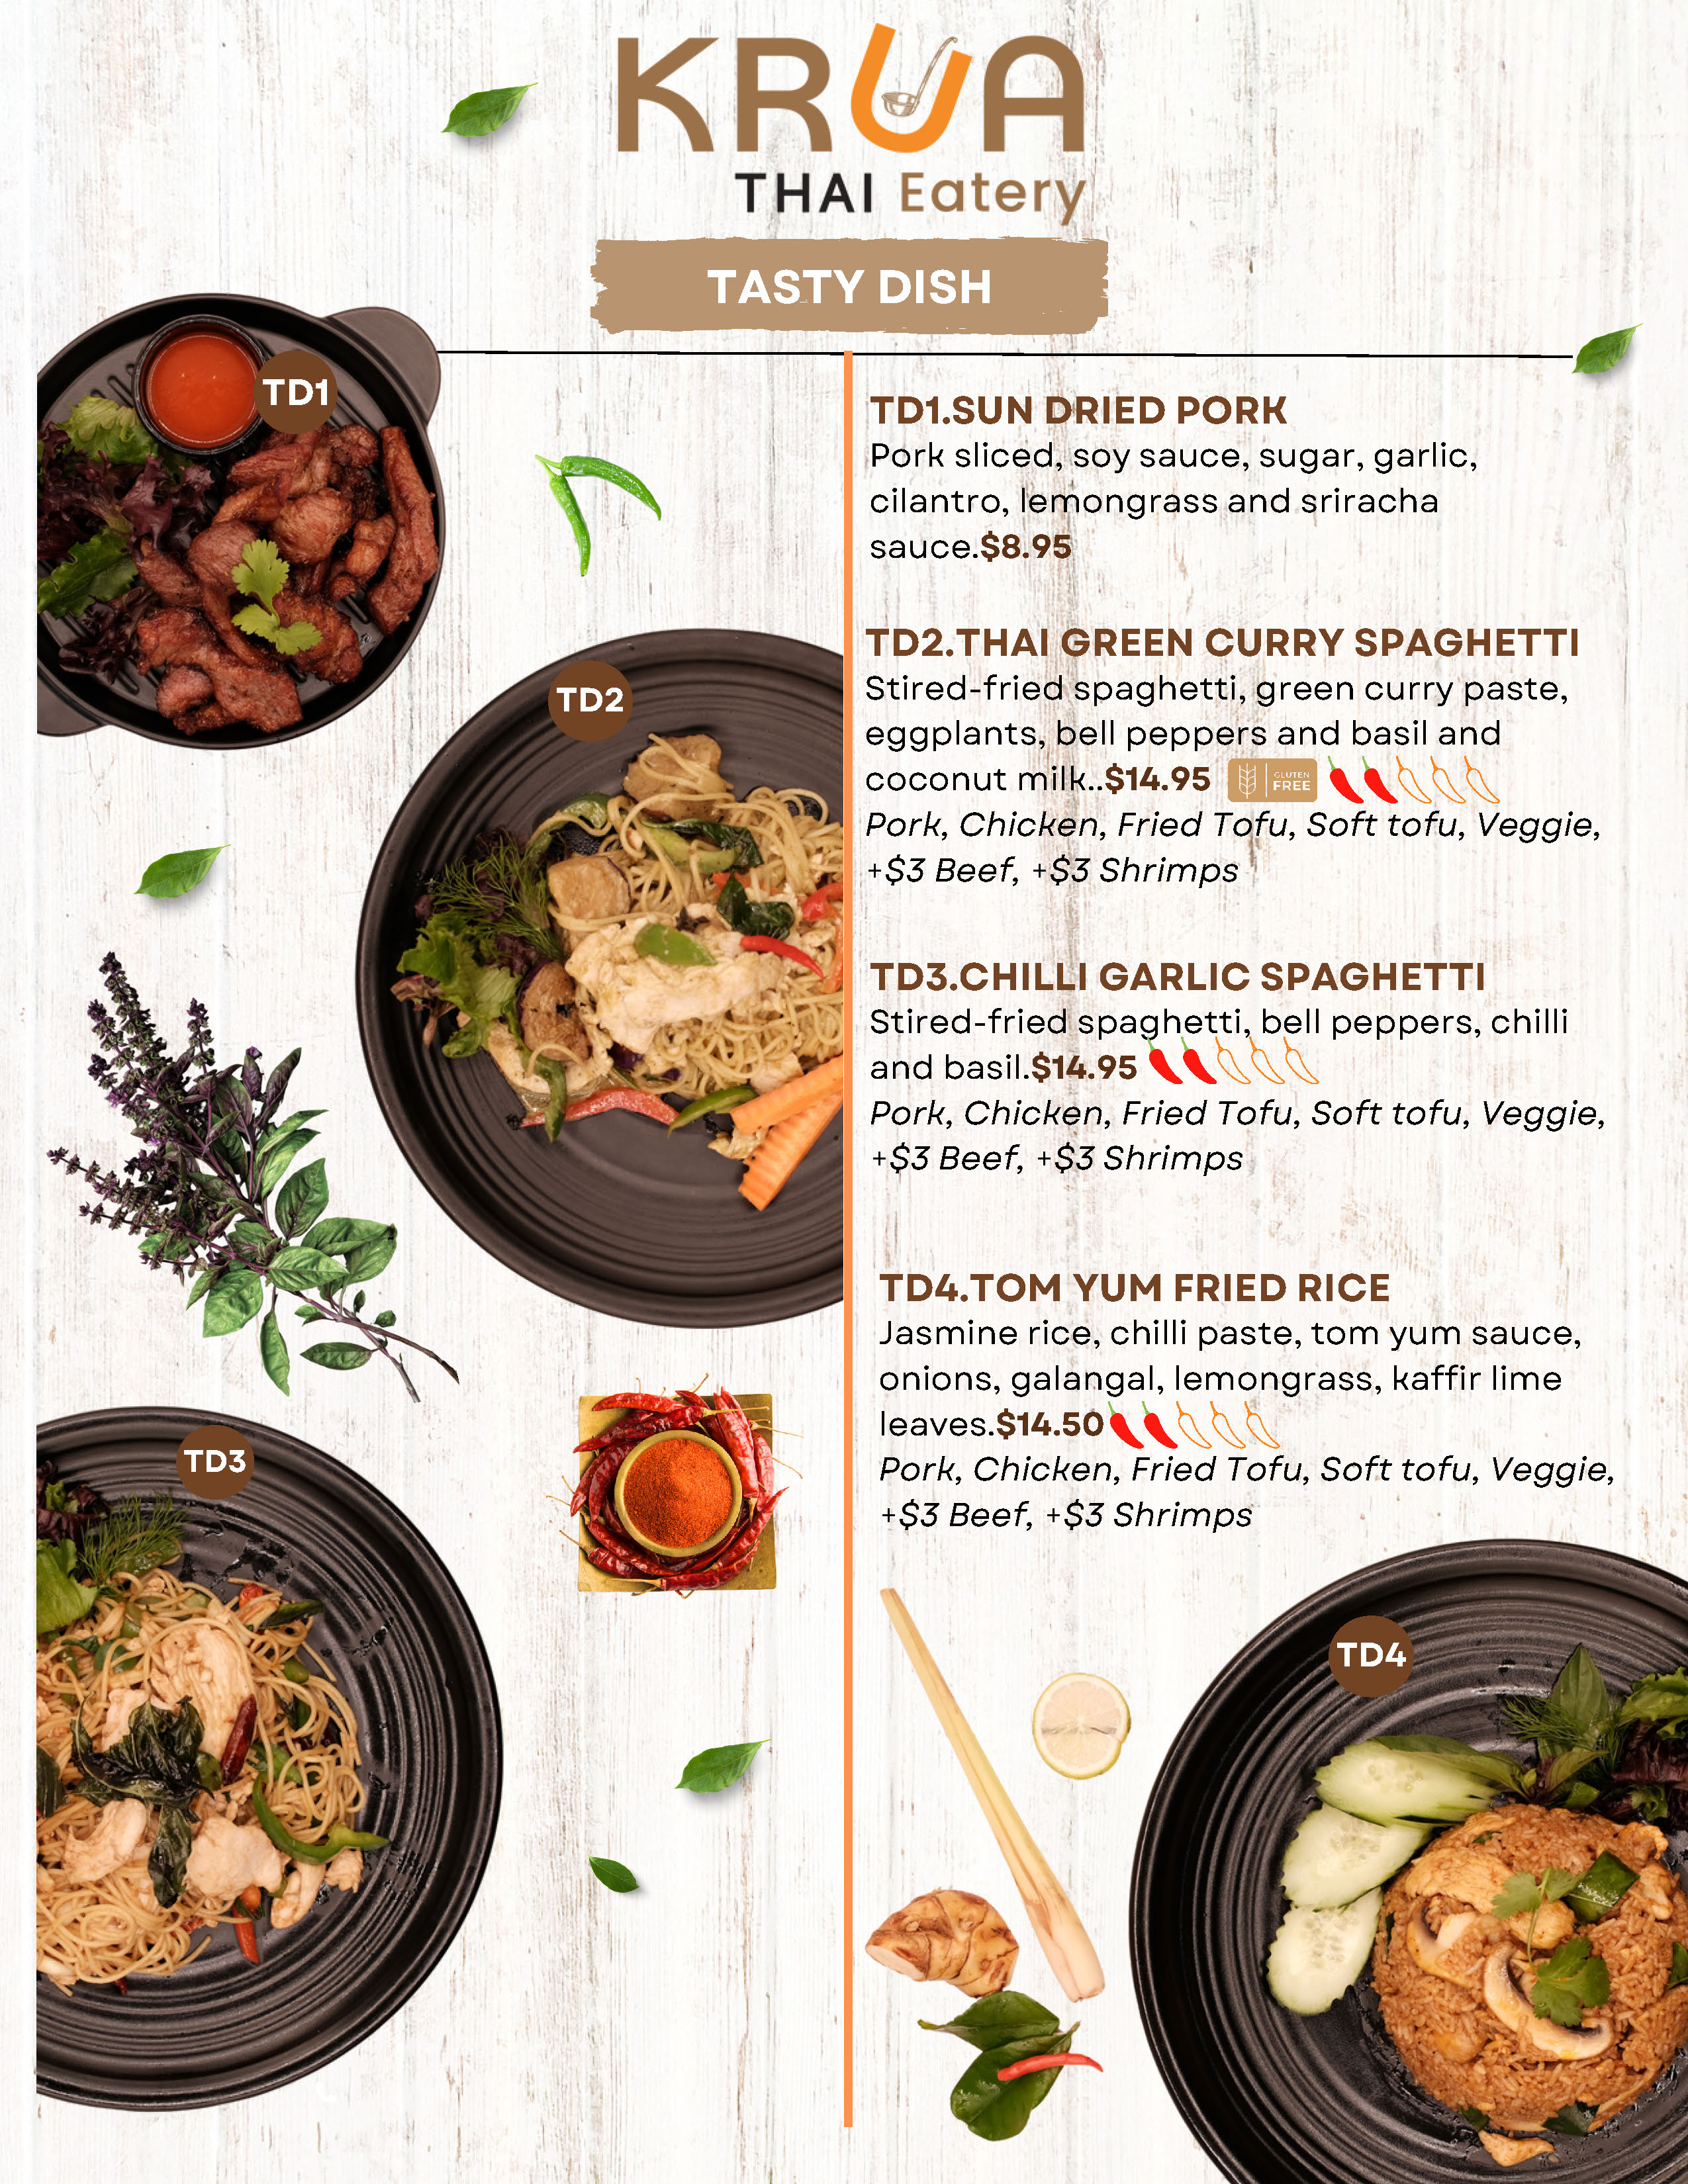 KRUA
THAI Eatery
TASTY DISH
TD1
TD1.SUN DRIED PORK
Pork sliced, soy sauce, sugar, garlic,
cilantro, lemongrass and sriracha
sauce.$8.95
TD2
TD2.THAI GREEN CURRY SPAGHETTI
Stired-fried spaghetti, green curry paste,
eggplants, bell peppers and basil and
coconut milk..$14.95 GLUTEN FREE
Pork, Chicken, Fried Tofu, Soft tofu, Veggie,
+$3 Beef, +$3 Shrimps
TD3.CHILLI GARLIC SPAGHETTI
Stired-fried spaghetti, bell peppers, chilli
and basil.$14.95
Pork, Chicken, Fried Tofu, Soft tofu, Veggie,
+$3 Beef, +$3 Shrimps
TD4.TOM YUM FRIED RICE
Jasmine rice, chilli paste, tom yum sauce,
onions, galangal, lemongrass, kaffir lime
leaves.$14.50
Pork, Chicken, Fried Tofu, Soft tofu, Veggie,
+$3 Beef, +$3 Shrimps
TD3
TD4